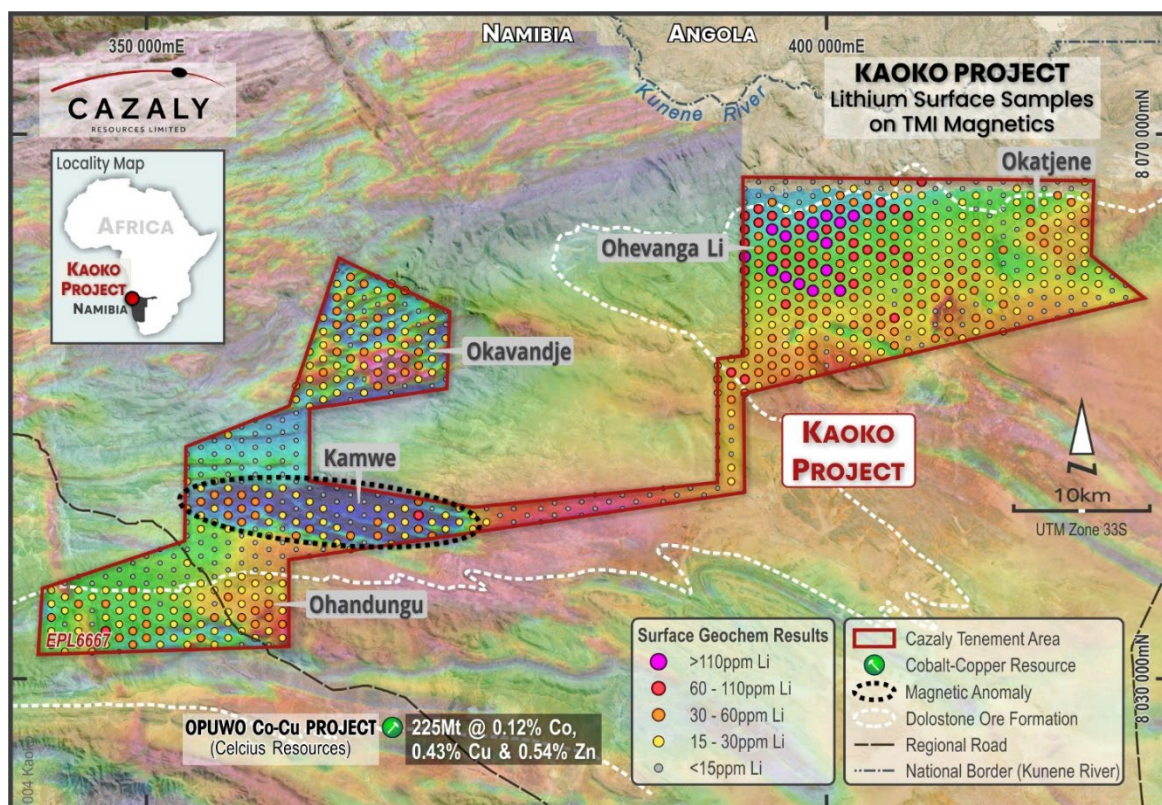 350 000mE
NAMIBIA
ANGOLA
400 000mE
CAZALY
RESOURCES LIMITED
Kunene River
KAOKO PROJECT
Lithium Surface Samples
on TMI Magnetics
8 070 000mN
Locality Map
AFRICA
KAOKO
PROJECT
NAMIBIA
Okatjene
Ohevanga Li
Okavandje
KAOKO
PROJECT
Kamwe
N
10km
UTM Zone 33S
Ohandungu
EPL6667
OPUWO Co-Cu PROJECT
(Celcius Resources)
225Mt @ 0.12% Co,
0.43% Cu & 0.54% Zn
Surface Geochem Results
>110ppm Li
60 - 110ppm Li
30 - 60ppm Li
15 - 30ppm Li
<15ppm Li
Cazaly Tenement Area
Cobalt-Copper Resource
Magnetic Anomaly
Dolostone Ore Formation
Regional Road
National Border (Kunene River)
8 030 000mN